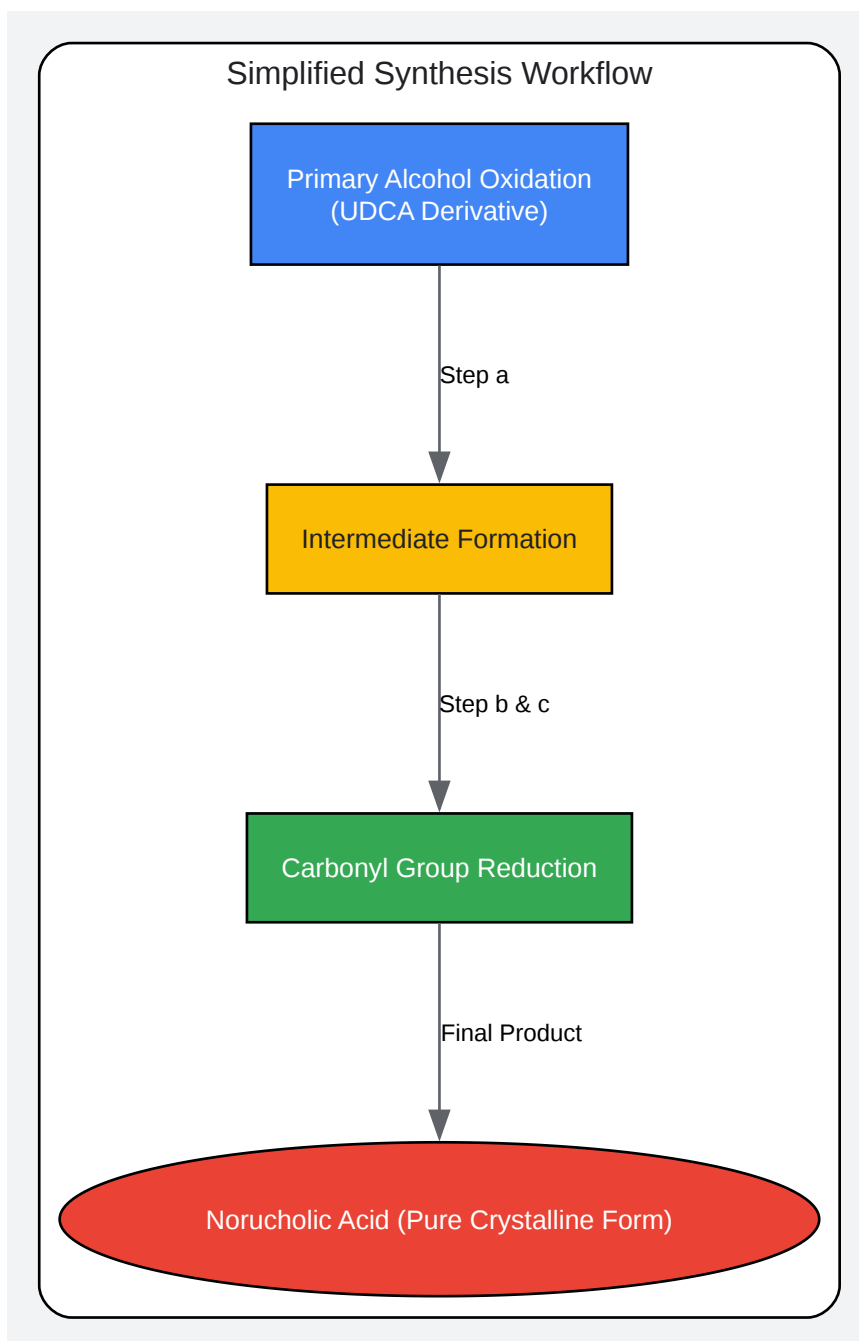 Simplified Synthesis Workflow
Primary Alcohol Oxidation
(UDCA Derivative)
Step a
Intermediate Formation
Step b & c
Carbonyl Group Reduction
Final Product
Norucholic Acid (Pure Crystalline Form)